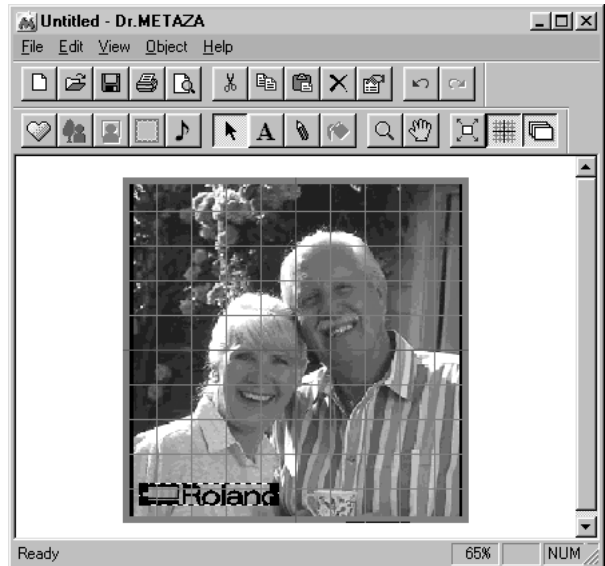 Untitled - Dr.METAZA
File Edit View Object Help
A
Roland
Ready 65% NUM